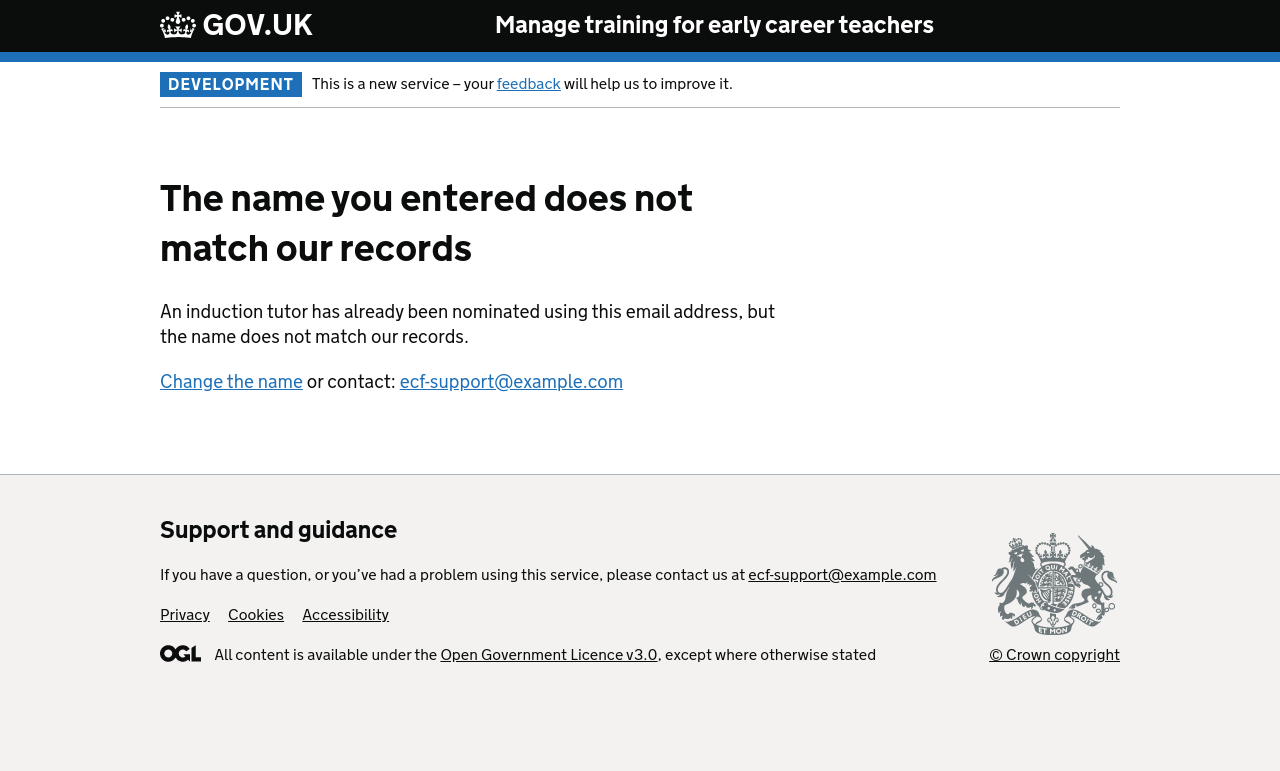 GOV.UK Manage training for early career teachers
DEVELOPMENT This is a new service – your feedback will help us to improve it.
The name you entered does not
match our records
An induction tutor has already been nominated using this email address, but
the name does not match our records.
Change the name or contact: ecf-support@example.com
Support and guidance
If you have a question, or you've had a problem using this service, please contact us at ecf-support@example.com
Privacy Cookies Accessibility
OGL All content is available under the Open Government Licence v3.0, except where otherwise stated
© Crown copyright